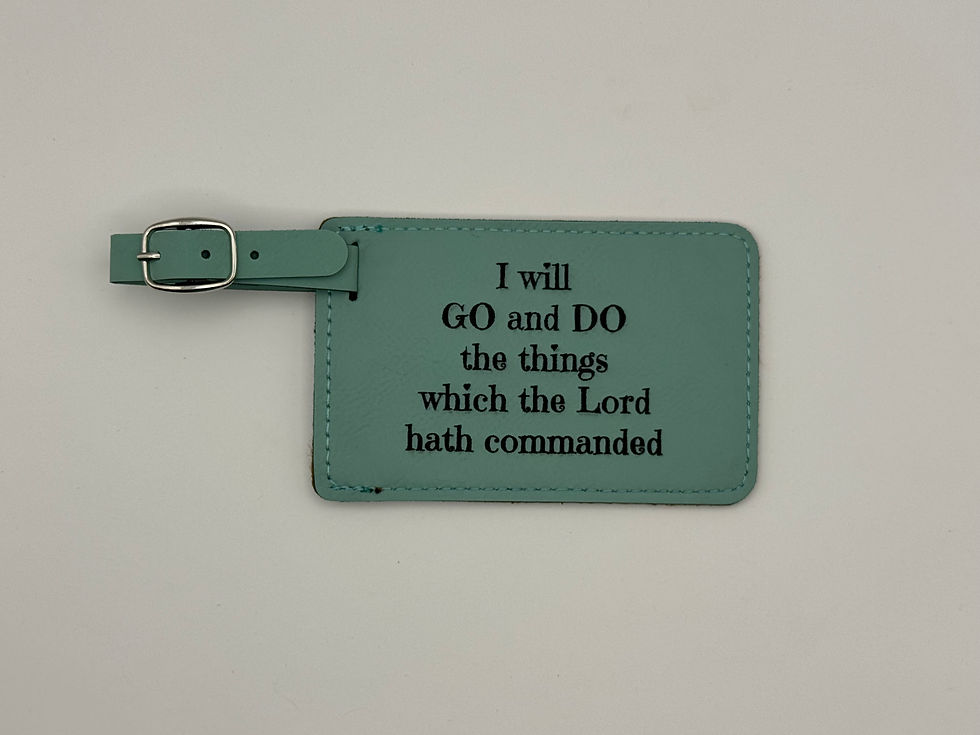 I will
GO and DO
the things
which the Lord
hath commanded